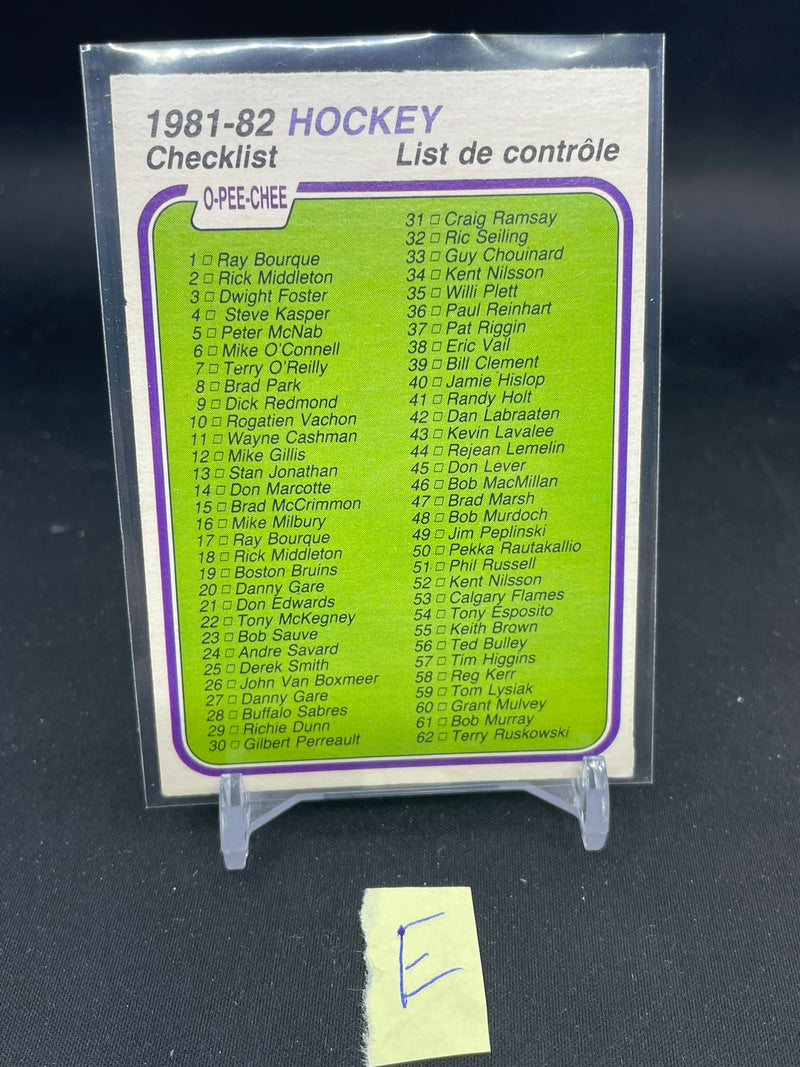 1981-82 HOCKEY
Checklist List de contrôle
O-PEE-CHEE
1 □ Ray Bourque
2 □ Rick Middleton
3 □ Dwight Foster
4 □ Steve Kasper
5 □ Peter McNab
6 □ Mike O'Connell
7 □ Terry O'Reilly
8 □ Brad Park
9 □ Dick Redmond
10 □ Rogatien Vachon
11 □ Wayne Cashman
12 □ Mike Gillis
13 □ Stan Jonathan
14 □ Don Marcotte
15 □ Brad McCrimmon
16 □ Mike Milbury
17 □ Ray Bourque
18 □ Rick Middleton
19 □ Boston Bruins
20 □ Danny Gare
21 □ Don Edwards
22 □ Tony McKegney
23 □ Bob Sauve
24 □ Andre Savard
25 □ Derek Smith
26 □ John Van Boxmeer
27 □ Danny Gare
28 □ Buffalo Sabres
29 □ Richie Dunn
30 □ Gilbert Perreault
31 □ Craig Ramsay
32 □ Ric Seiling
33 □ Guy Chouinard
34 □ Kent Nilsson
35 □ Willi Plett
36 □ Paul Reinhart
37 □ Pat Riggin
38 □ Eric Vail
39 □ Bill Clement
40 □ Jamie Hislop
41 □ Randy Holt
42 □ Dan Labraaten
43 □ Kevin Lavalee
44 □ Rejean Lemelin
45 □ Don Lever
46 □ Bob MacMillan
47 □ Brad Marsh
48 □ Bob Murdoch
49 □ Jim Peplinski
50 □ Pekka Rautakallio
51 □ Phil Russell
52 □ Kent Nilsson
53 □ Calgary Flames
54 □ Tony Esposito
55 □ Keith Brown
56 □ Ted Bulley
57 □ Tim Higgins
58 □ Reg Kerr
59 □ Tom Lysiak
60 □ Grant Mulvey
61 □ Bob Murray
62 □ Terry Ruskowski
E